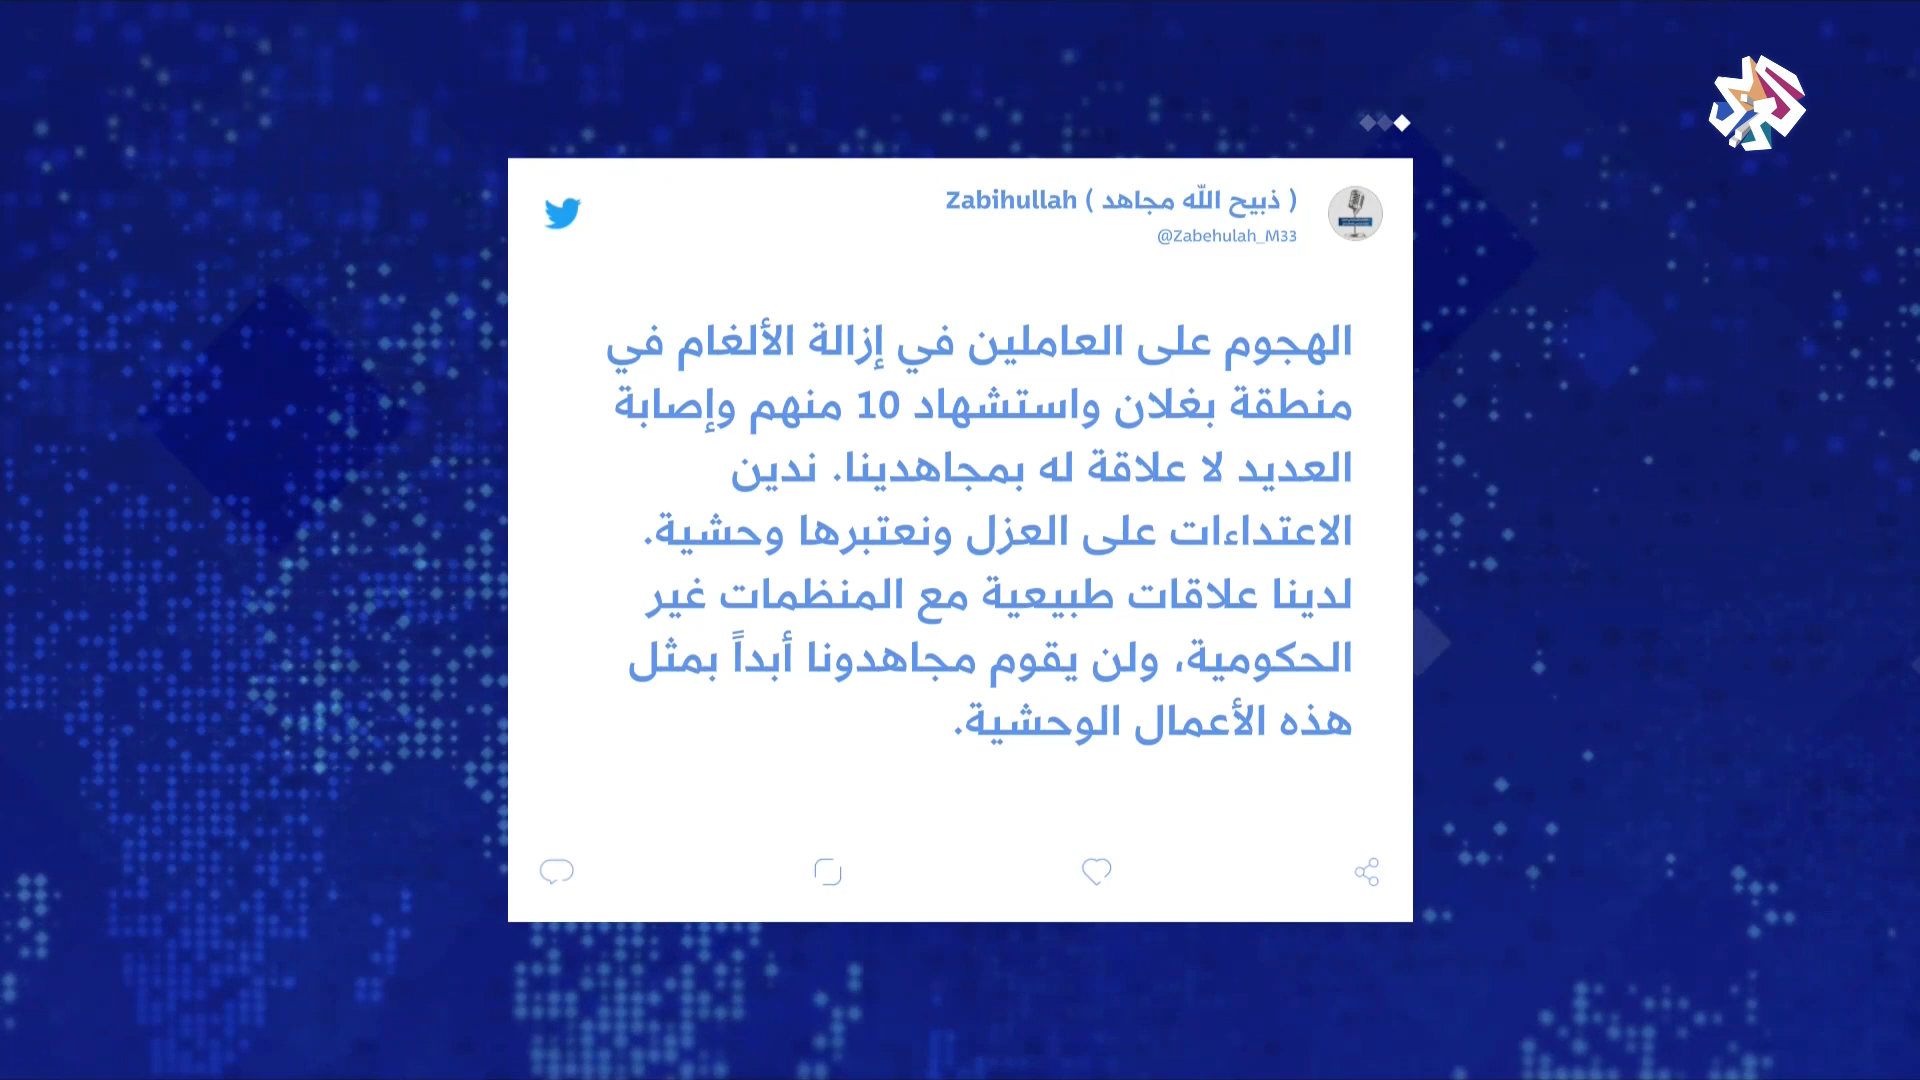 Zabihullah ( ذبيح الله مجاهد )
@Zabehulah_M33
الهجوم على العاملين في إزالة الألغام في
منطقة بغلان واستشهاد 10 منهم وإصابة
العديد لا علاقة له بمجاهدينا. ندين
الاعتداءات على العزل ونعتبرها وحشية.
لدينا علاقات طبيعية مع المنظمات غير
الحكومية، ولن يقوم مجاهدونا أبداً بمثل
هذه الأعمال الوحشية.